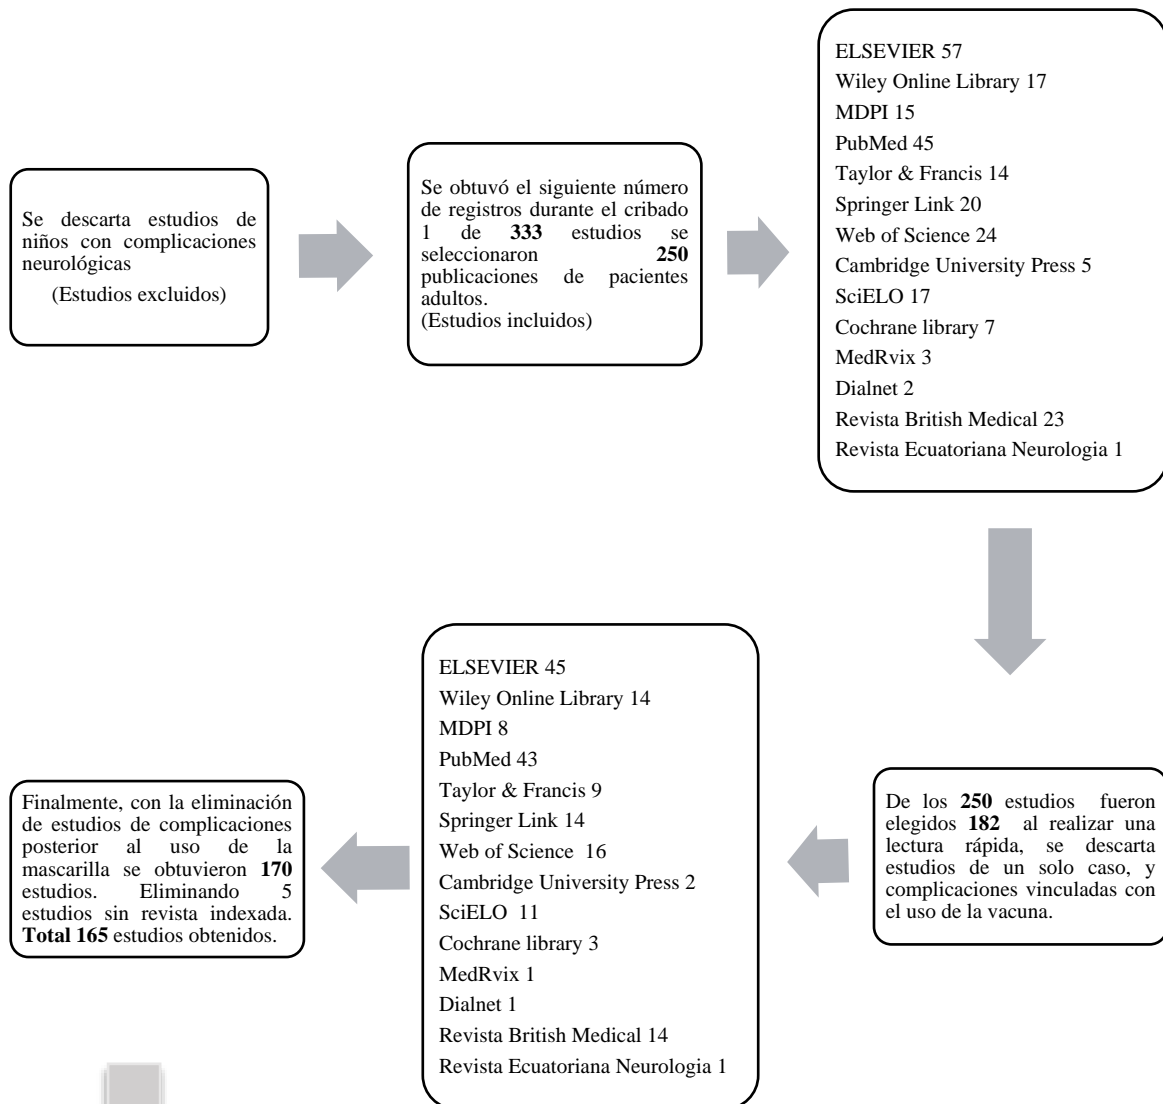 Se descarta estudios de
niños con complicaciones
neurológicas
(Estudios excluidos)
Se obtuvó el siguiente número
de registros durante el cribado
1 de 333 estudios se
seleccionaron 250
publicaciones de pacientes
adultos.
(Estudios incluidos)
ELSEVIER 57
Wiley Online Library 17
MDPI 15
PubMed 45
Taylor & Francis 14
Springer Link 20
Web of Science 24
Cambridge University Press 5
SciELO 17
Cochrane library 7
MedRvix 3
Dialnet 2
Revista British Medical 23
Revista Ecuatoriana Neurologia 1
De los 250 estudios fueron
elegidos 182 al realizar una
lectura rápida, se descarta
estudios de un solo caso, y
complicaciones vinculadas con
el uso de la vacuna.
ELSEVIER 45
Wiley Online Library 14
MDPI 8
PubMed 43
Taylor & Francis 9
Springer Link 14
Web of Science 16
Cambridge University Press 2
SciELO 11
Cochrane library 3
MedRvix 1
Dialnet 1
Revista British Medical 14
Revista Ecuatoriana Neurologia 1
Finalmente, con la eliminación
de estudios de complicaciones
posterior al uso de la
mascarilla se obtuvieron 170
estudios. Eliminando 5
estudios sin revista indexada.
Total 165 estudios obtenidos.